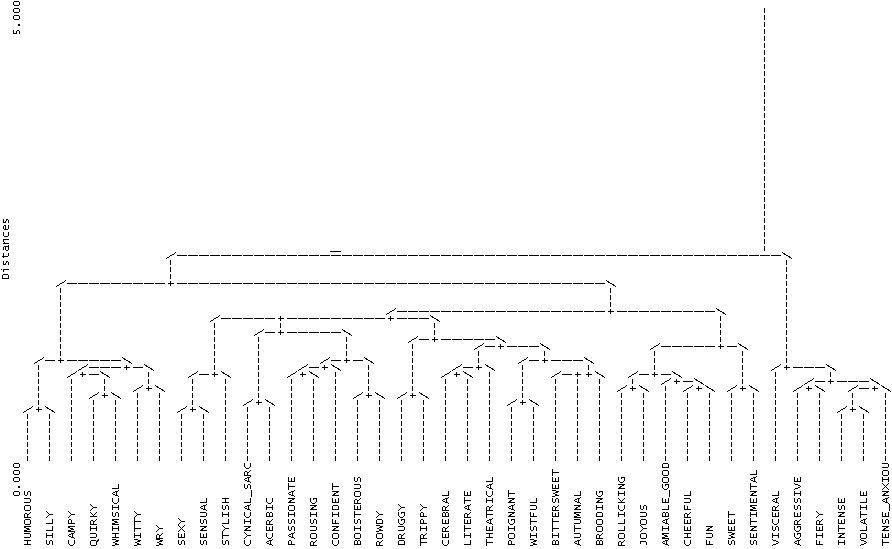 5.000
Distances
0.000
HUMOROUS
SILLY
CAMPY
QUIRKY
WHIMSICAL
WITTY
WRY
SEXY
SENSUAL
STYLISH
CYNICAL_SARC
ACERBIC
PASSIONATE
ROUSING
CONFIDENT
BOISTEROUS
ROWDY
DRUGGY
TRIPPY
CEREBRAL
LITERATE
THEATRICAL
POIGNANT
WISTFUL
BITTERSWEET
AUTUMNAL
BROODING
ROLLICKING
JOYOUS
AMIABLE_GOOD
CHEERFUL
FUN
SWEET
SENTIMENTAL
VISCERAL
AGGRESSIVE
FIERY
INTENSE
VOLATILE
TNSE_ANXIOU